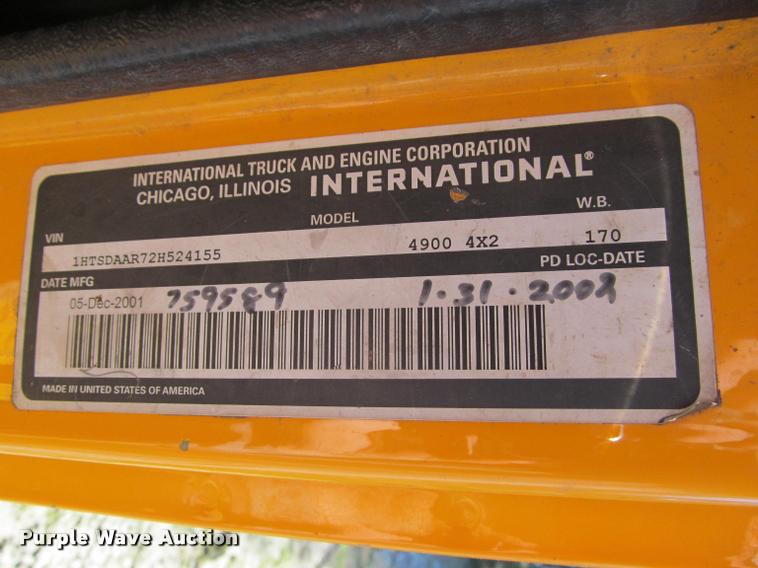 INTERNATIONAL TRUCK AND ENGINE CORPORATION
CHICAGO, ILLINOIS INTERNATIONAL®
VIN MODEL W.B.
1HTSDAAR72H524155 4900 4X2 170
DATE MFG PD LOC-DATE
05-Dec-2001 759589 1-31-2002
MADE IN UNITED STATES OF AMERICA
Purple Wave Auction